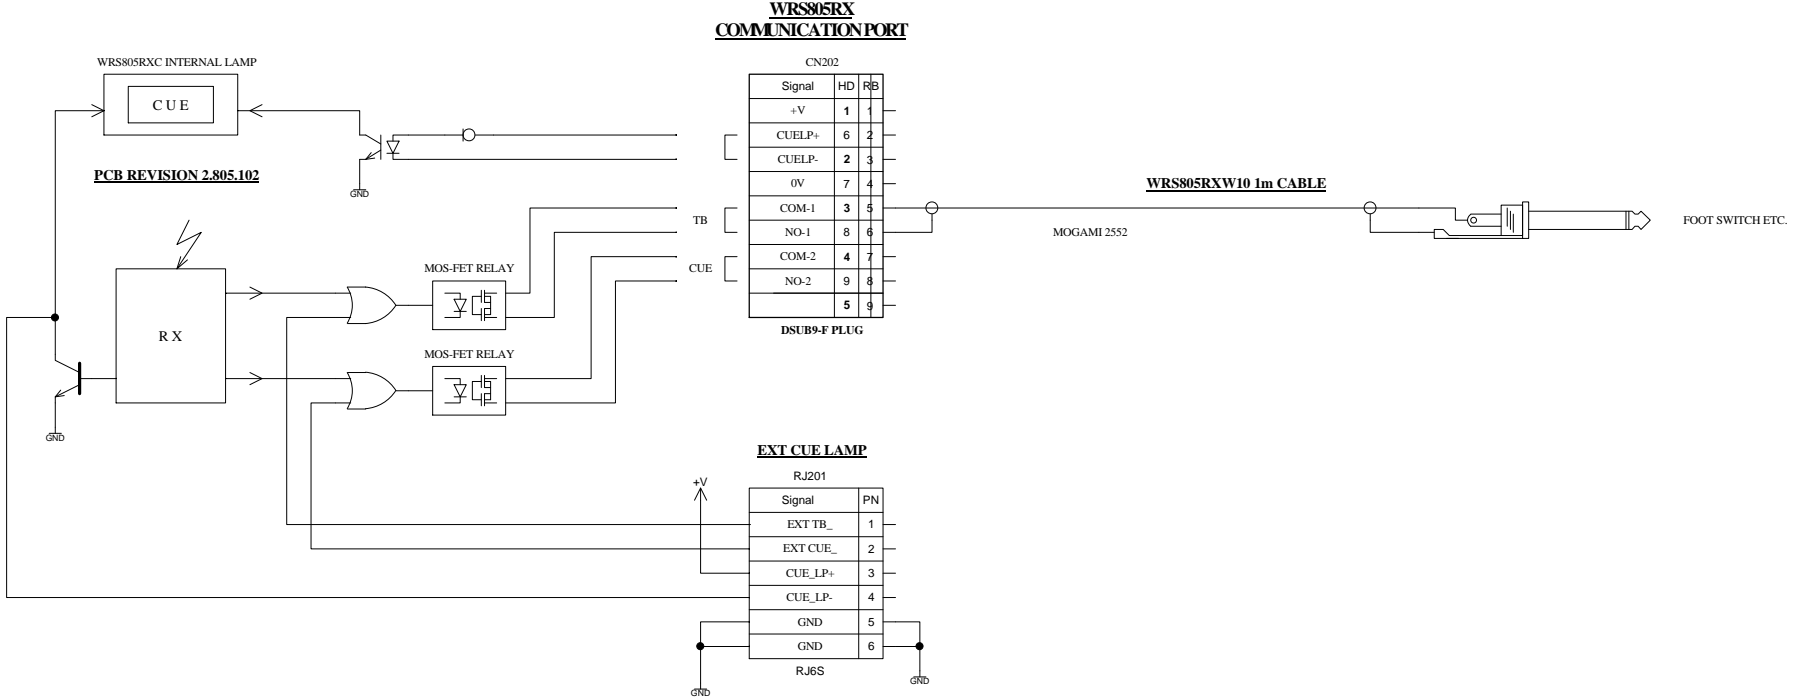 WRS805RX
COMMUNICATION PORT
WRS805RXC INTERNAL LAMP
CUE
PCB REVISION 2.805.102
GND
CN202
Signal HD RB
+V 1 1
CUELP+ 6 2
CUELP- 2 3
0V 7 4
COM-1 3 5
NO-1 8 6
COM-2 4 7
NO-2 9 8
5 9
DSUB9-F PLUG
TB
CUE
WRS805RXW10 1m CABLE
MOGAMI 2552
FOOT SWITCH ETC.
RX
MOS-FET RELAY
MOS-FET RELAY
GND
EXT CUE LAMP
RJ201
+V
Signal PN
EXT TB_ 1
EXT CUE_ 2
CUE_LP+ 3
CUE_LP- 4
GND 5
GND 6
RJ6S
GND
GND